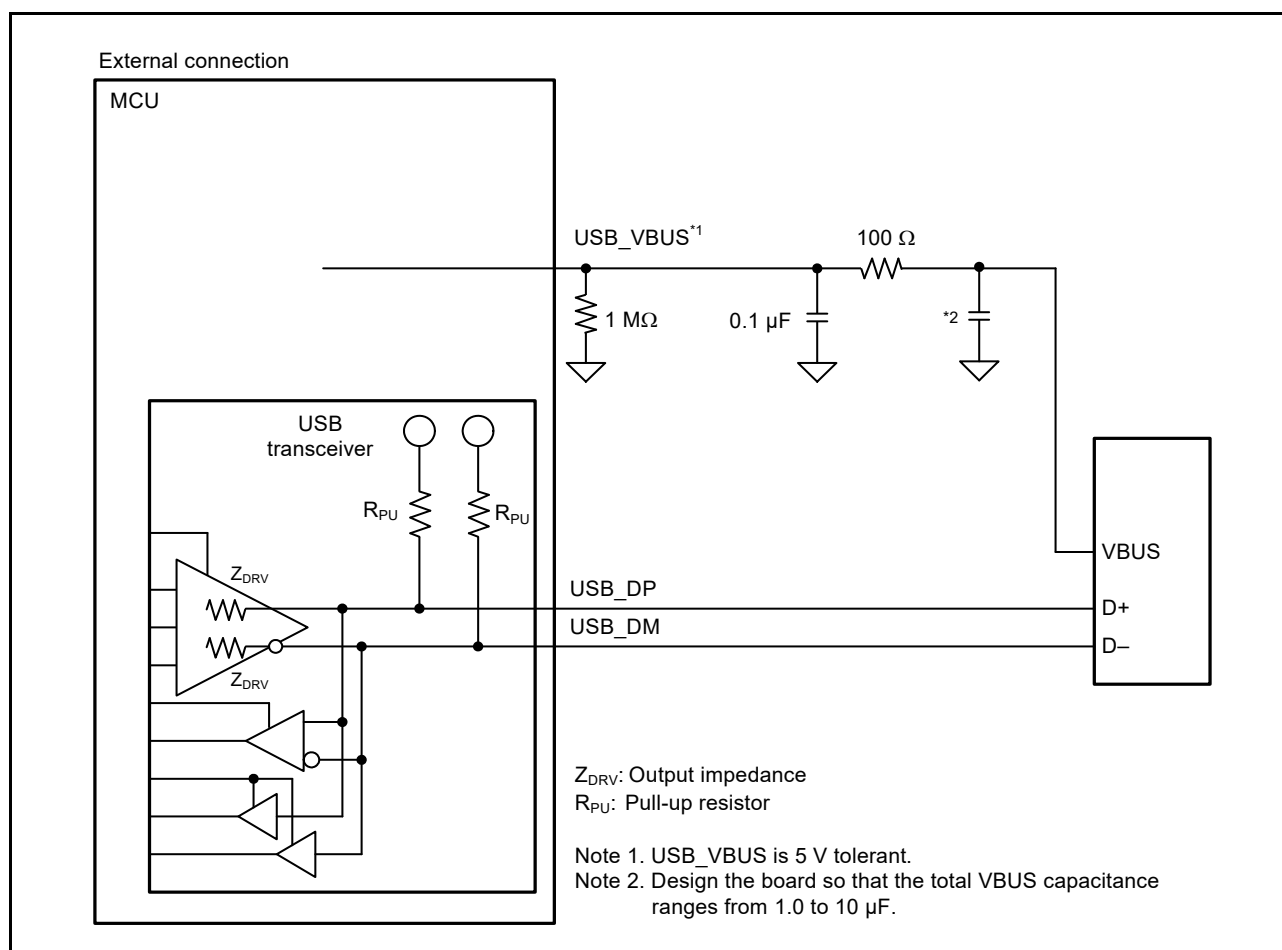 External connection
MCU
USB_VBUS*1
100 Ω
1 MΩ
0.1 µF
*2
USB
transceiver
RPU
RPU
VBUS
ZDRV
USB_DP
D+
USB_DM
D–
ZDRV
ZDRV: Output impedance
RPU: Pull-up resistor
Note 1. USB_VBUS is 5 V tolerant.
Note 2. Design the board so that the total VBUS capacitance
ranges from 1.0 to 10 µF.